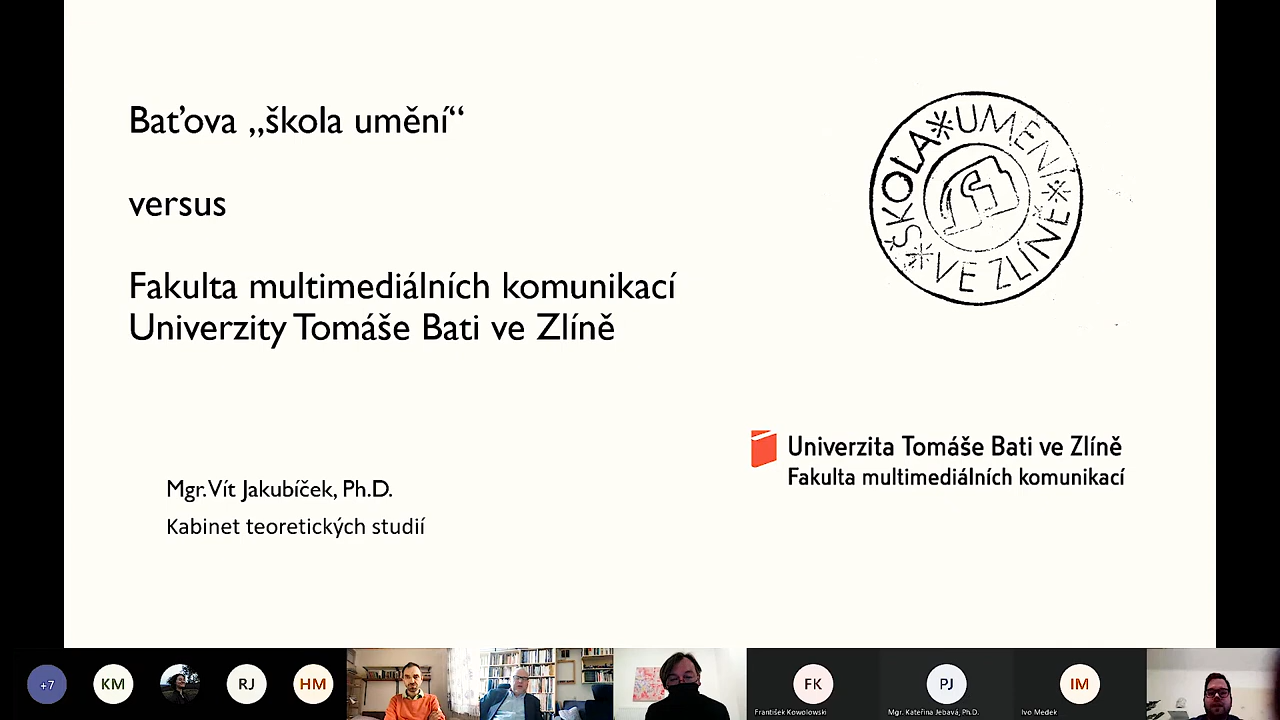 Baťova „škola umění“
versus
Fakulta multimediálních komunikací
Univerzity Tomáše Bati ve Zlíně
ŠKOLA UMĚNÍ VE ZLÍNĚ
Univerzita Tomáše Bati ve Zlíně
Fakulta multimediálních komunikací
Mgr. Vít Jakubíček, Ph.D.
Kabinet teoretických studií
+7
KM
RJ
HM
FK
František Kowolowski
PJ
Mgr. Kateřina Jebavá, Ph.D.
IM
Ivo Medek